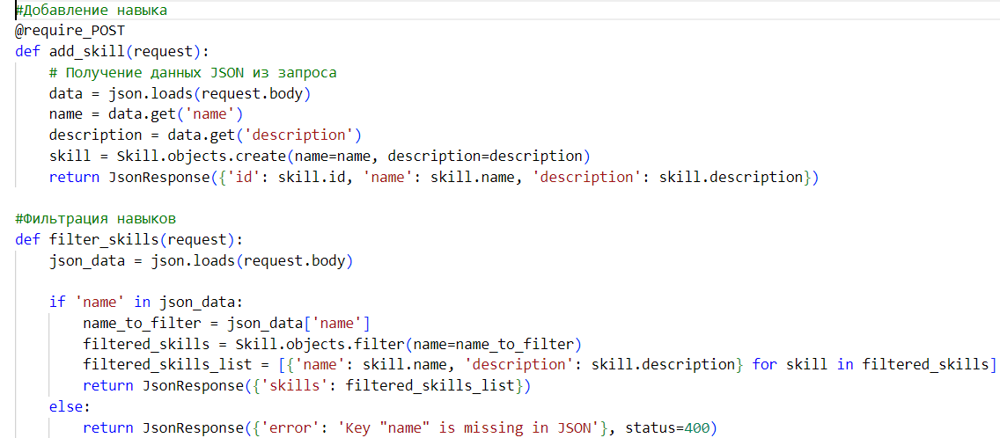 #Добавление навыка
@require_POST
def add_skill(request):
    # Получение данных JSON из запроса
    data = json.loads(request.body)
    name = data.get('name')
    description = data.get('description')
    skill = Skill.objects.create(name=name, description=description)
    return JsonResponse({'id': skill.id, 'name': skill.name, 'description': skill.description})

#Фильтрация навыков
def filter_skills(request):
    json_data = json.loads(request.body)

    if 'name' in json_data:
        name_to_filter = json_data['name']
        filtered_skills = Skill.objects.filter(name=name_to_filter)
        filtered_skills_list = [{'name': skill.name, 'description': skill.description} for skill in filtered_skills]
        return JsonResponse({'skills': filtered_skills_list})
    else:
        return JsonResponse({'error': 'Key "name" is missing in JSON'}, status=400)